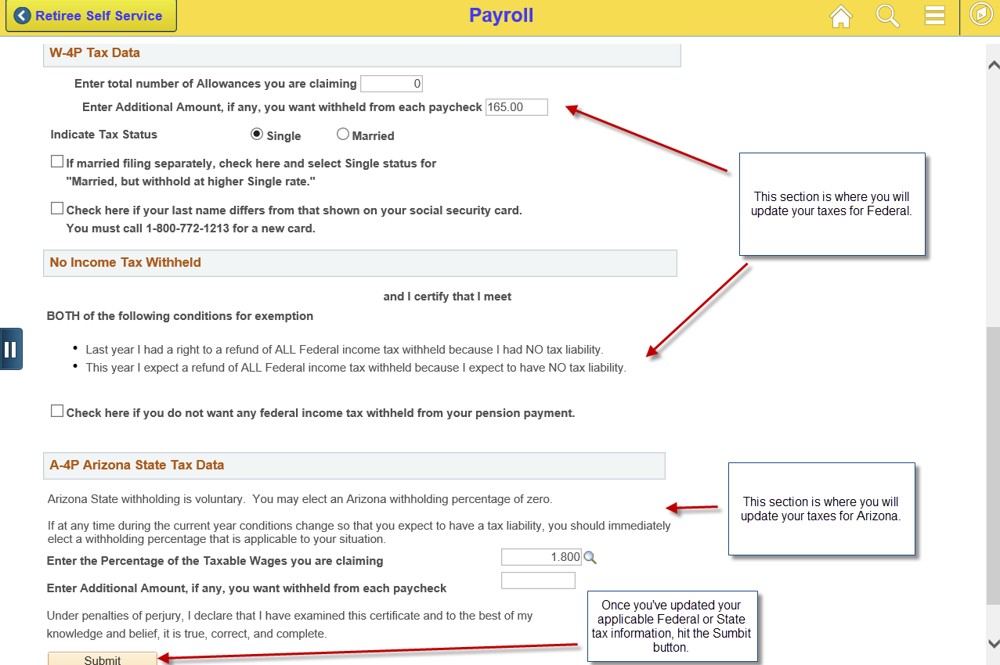 Retiree Self Service
Payroll
W-4P Tax Data
Enter total number of Allowances you are claiming 0
Enter Additional Amount, if any, you want withheld from each paycheck 165.00
Indicate Tax Status Single Married
If married filing separately, check here and select Single status for
"Married, but withhold at higher Single rate."
Check here if your last name differs from that shown on your social security card.
You must call 1-800-772-1213 for a new card.
This section is where you will
update your taxes for Federal.
No Income Tax Withheld
and I certify that I meet
BOTH of the following conditions for exemption
• Last year I had a right to a refund of ALL Federal income tax withheld because I had NO tax liability.
• This year I expect a refund of ALL Federal income tax withheld because I expect to have NO tax liability.
Check here if you do not want any federal income tax withheld from your pension payment.
A-4P Arizona State Tax Data
Arizona State withholding is voluntary. You may elect an Arizona withholding percentage of zero.
If at any time during the current year conditions change so that you expect to have a tax liability, you should immediately
elect a withholding percentage that is applicable to your situation.
This section is where you will
update your taxes for Arizona.
Enter the Percentage of the Taxable Wages you are claiming 1.800
Enter Additional Amount, if any, you want withheld from each paycheck
Under penalties of perjury, I declare that I have examined this certificate and to the best of my
knowledge and belief, it is true, correct, and complete.
Once you've updated your
applicable Federal or State
tax information, hit the Sumbit
button.
Submit